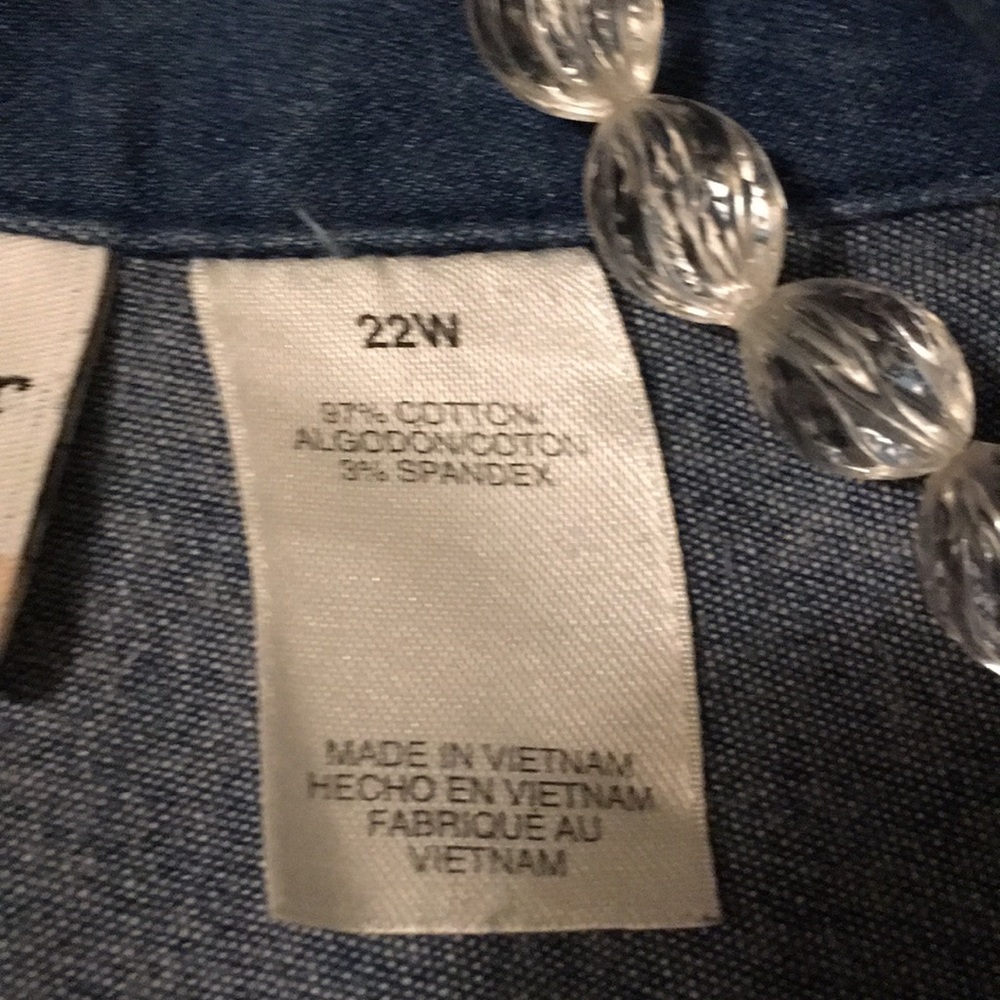 22W
97% COTTON/
ALGODON/COTON
3% SPANDEX
MADE IN VIETNAM
HECHO EN VIETNAM
FABRIQUÉ AU
VIETNAM
r